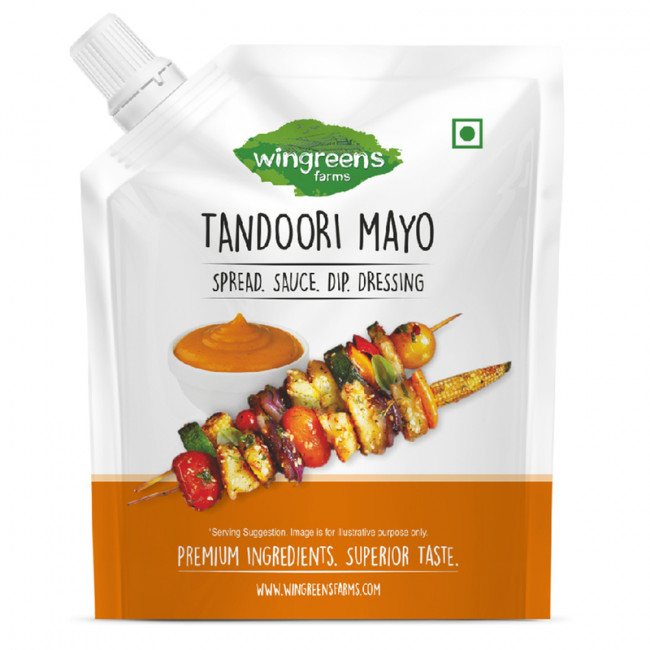 wingreens
farms
TANDOORI MAYO
SPREAD. SAUCE. DIP. DRESSING
*Serving Suggestion. Image is for illustrative purpose only.
PREMIUM INGREDIENTS. SUPERIOR TASTE.
WWW.WINGREENSFARMS.COM